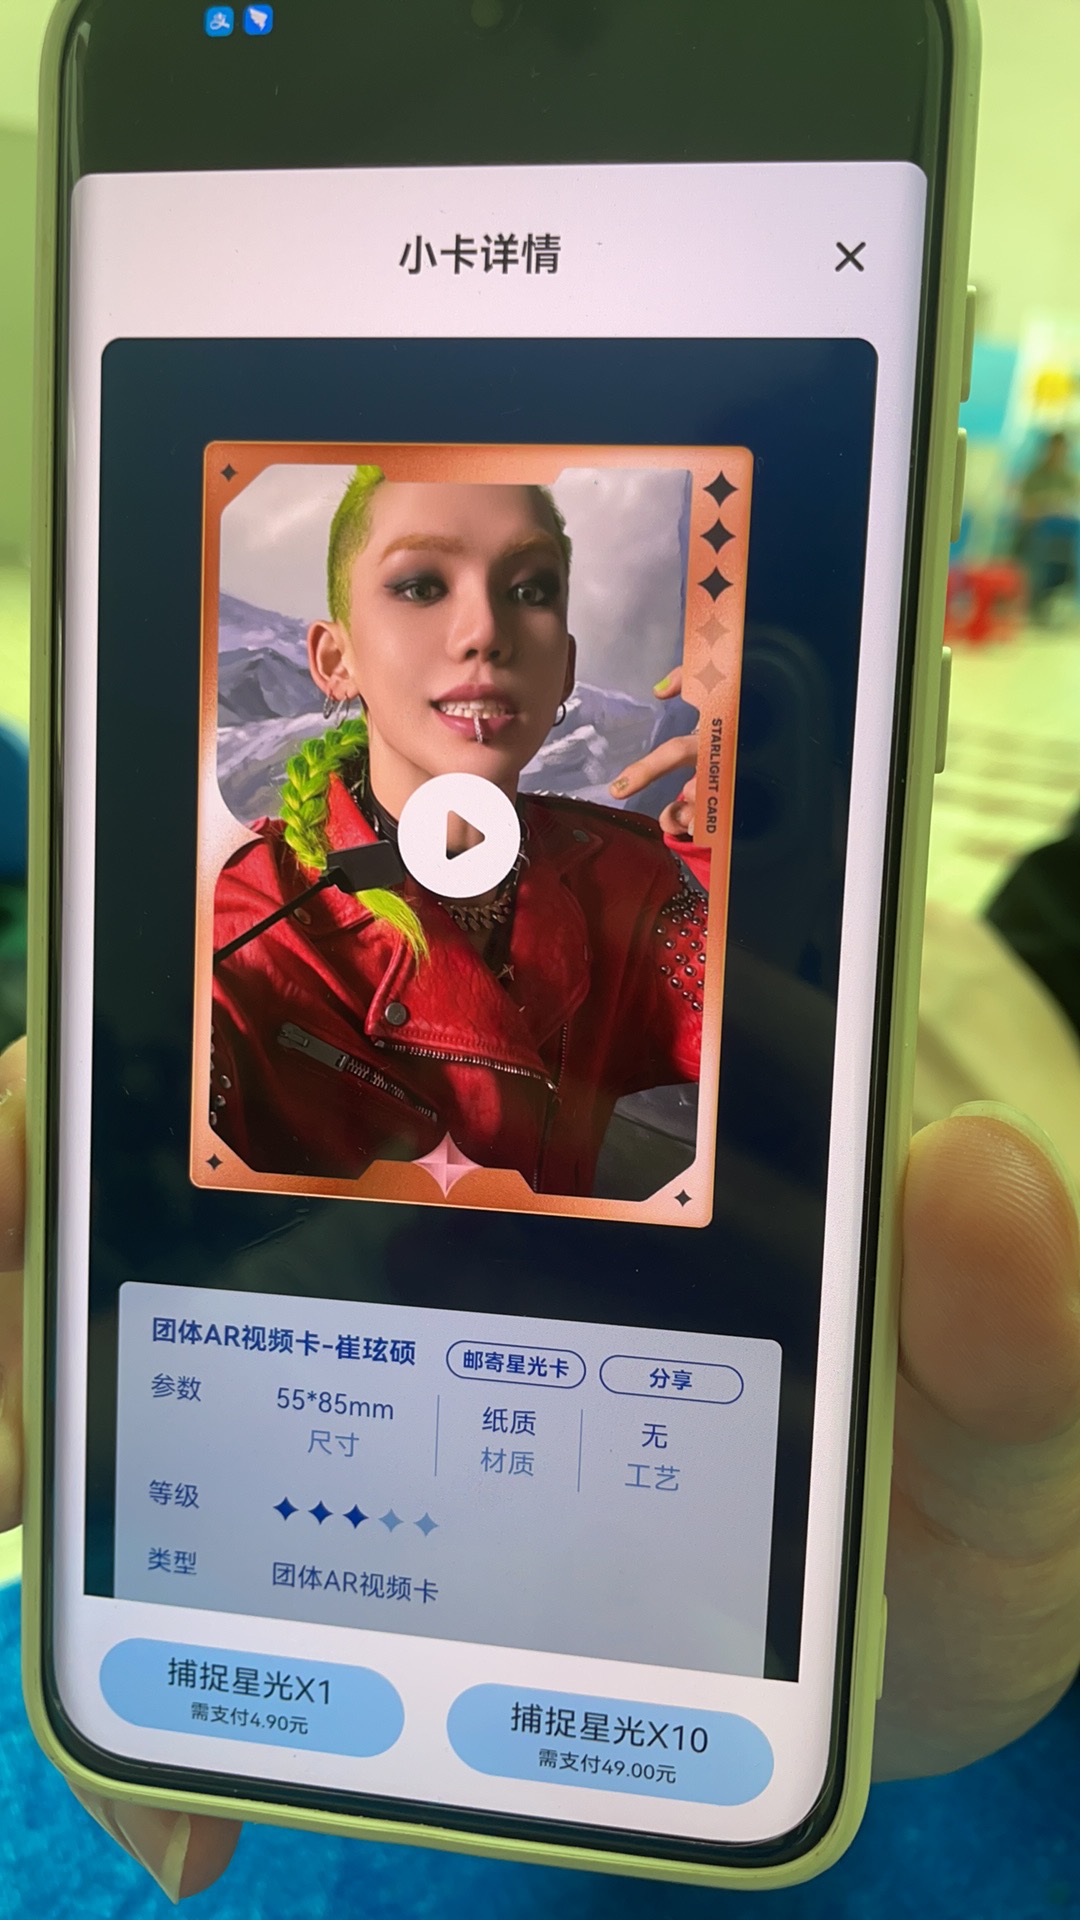 小卡详情
STARLIGHT CARD
团体AR视频卡-崔玹硕
邮寄星光卡
分享
参数
55*85mm
纸质
无
尺寸
材质
工艺
等级
类型
团体AR视频卡
捕捉星光X1
需支付4.90元
捕捉星光X10
需支付49.00元